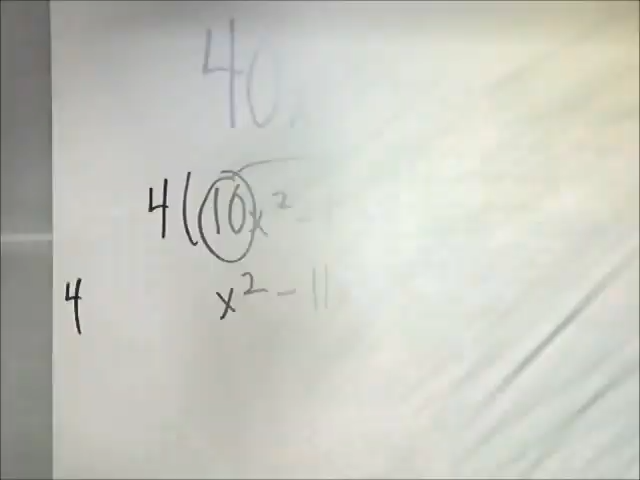 40
4(10x² -
4 x² - 11